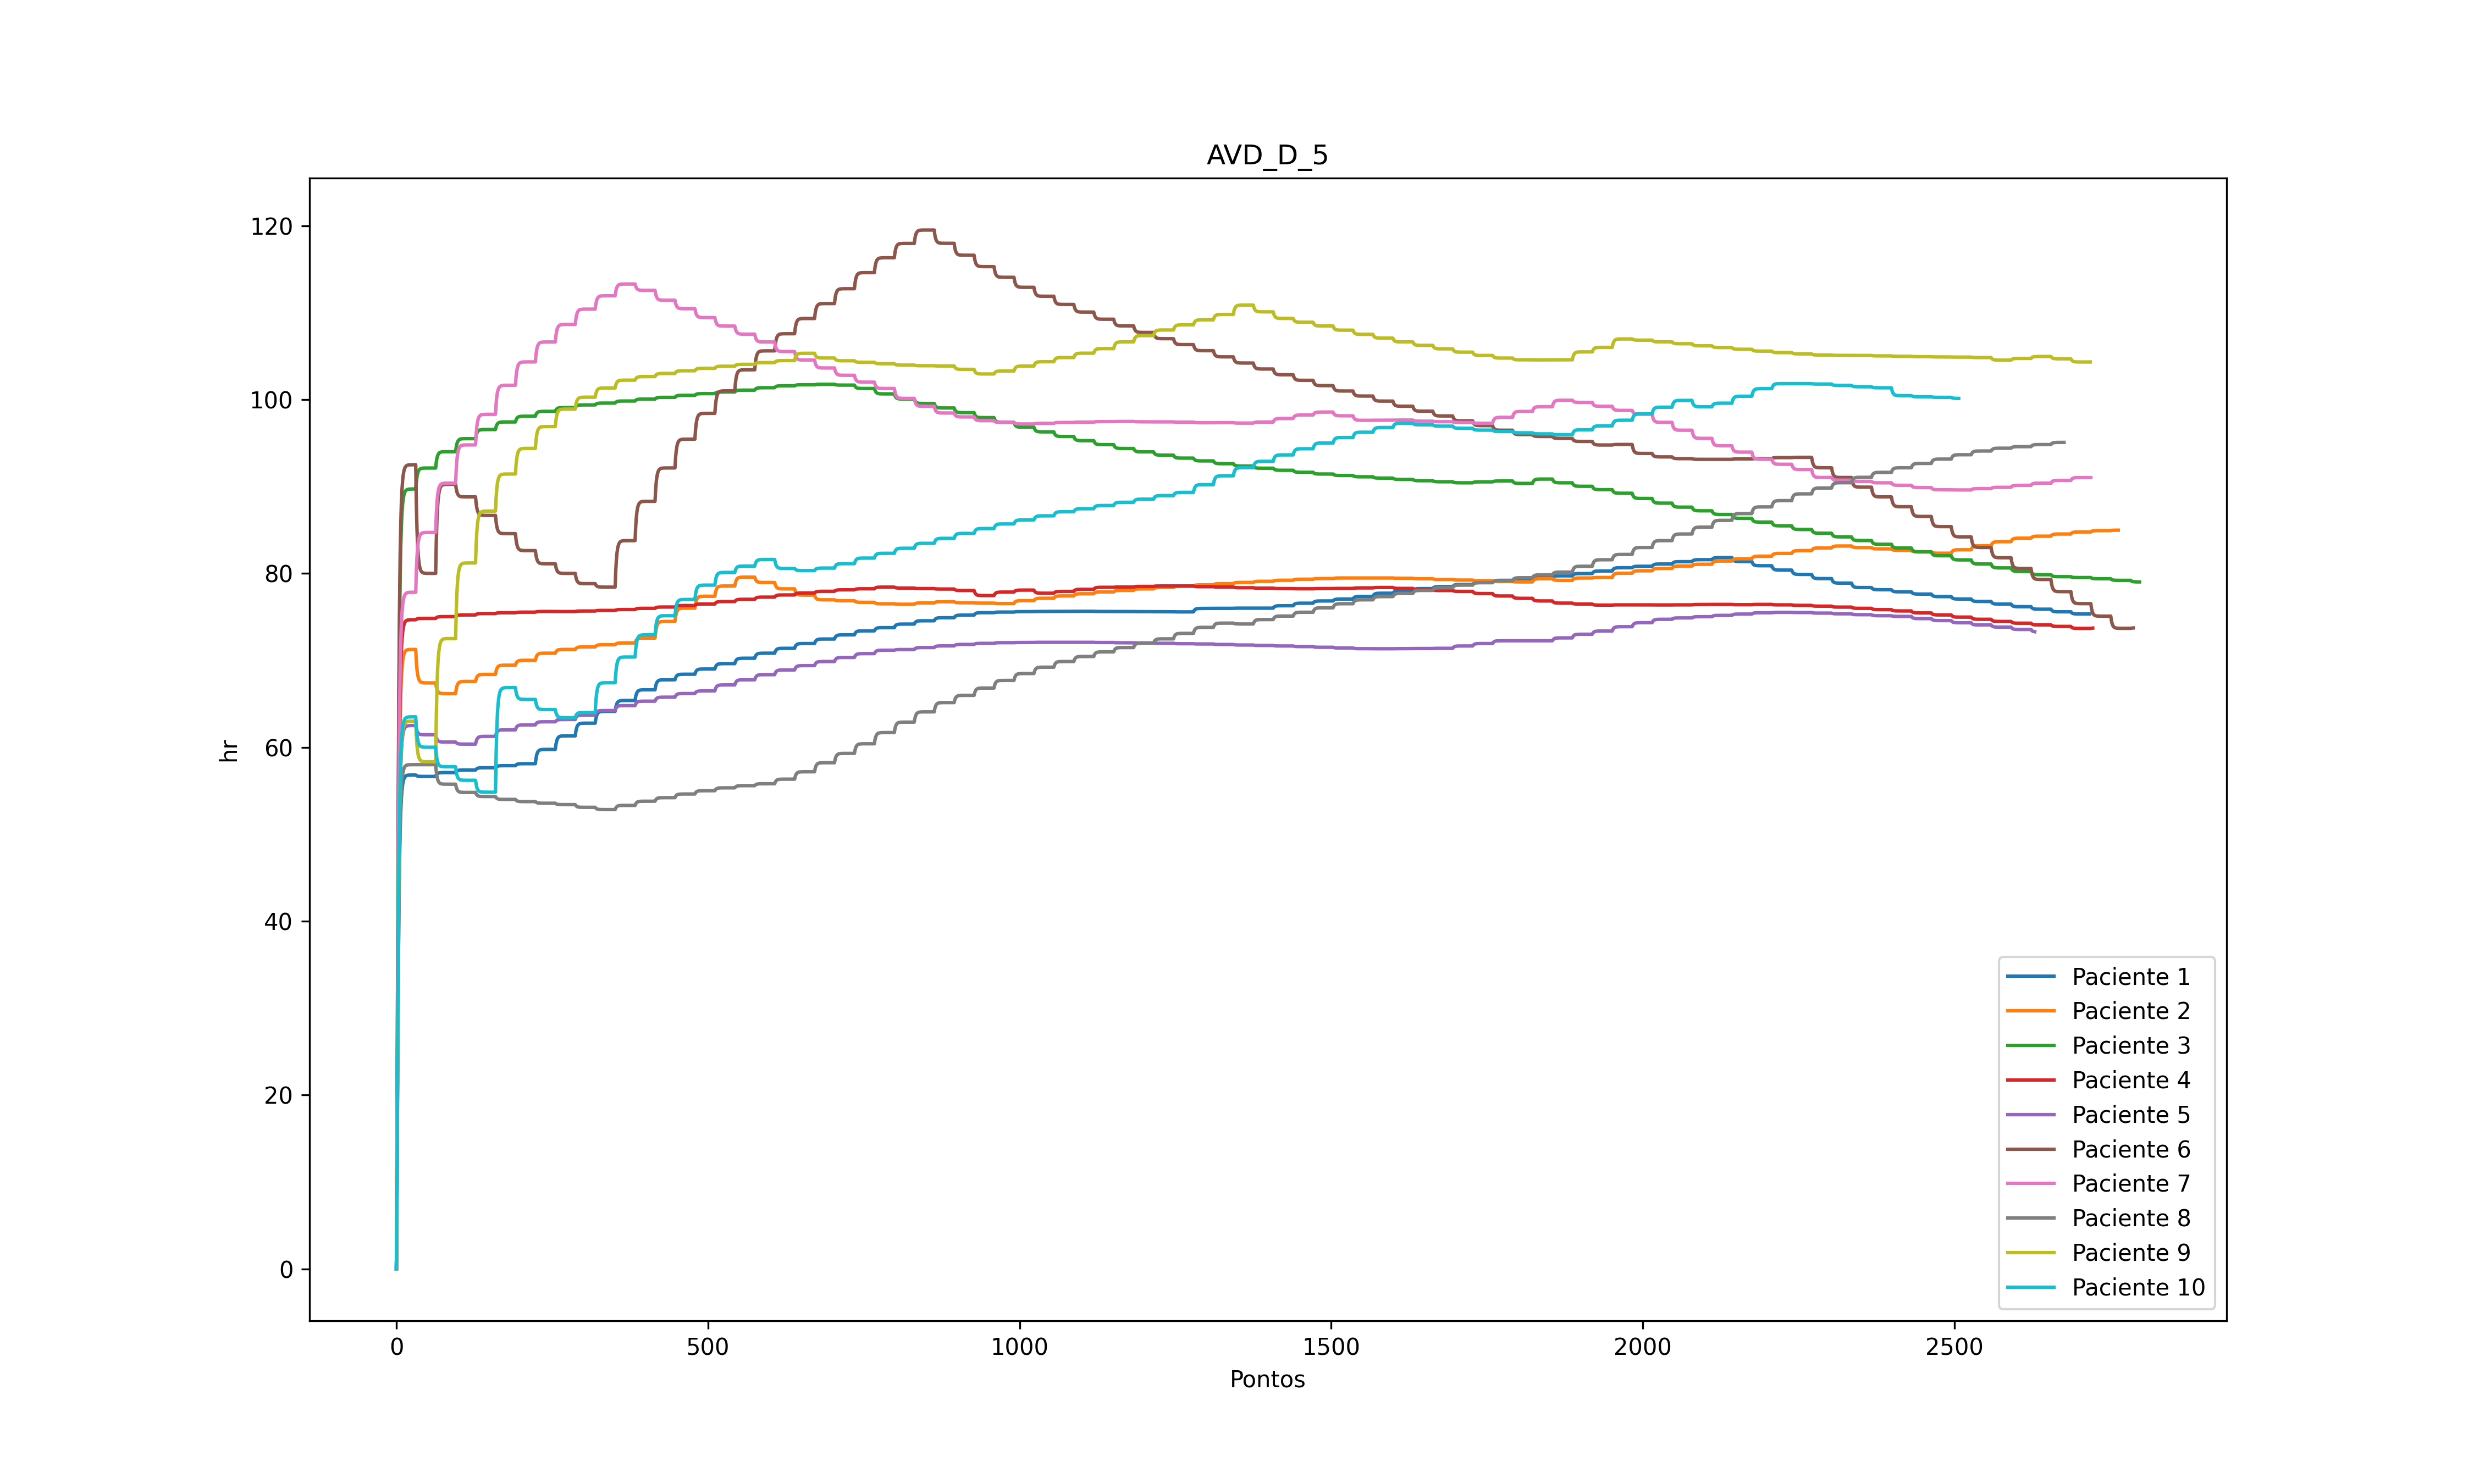 AVD_D_5
120
100
80
60
40
20
0
hr
0 500 1000 1500 2000 2500
Pontos
Paciente 1
Paciente 2
Paciente 3
Paciente 4
Paciente 5
Paciente 6
Paciente 7
Paciente 8
Paciente 9
Paciente 10